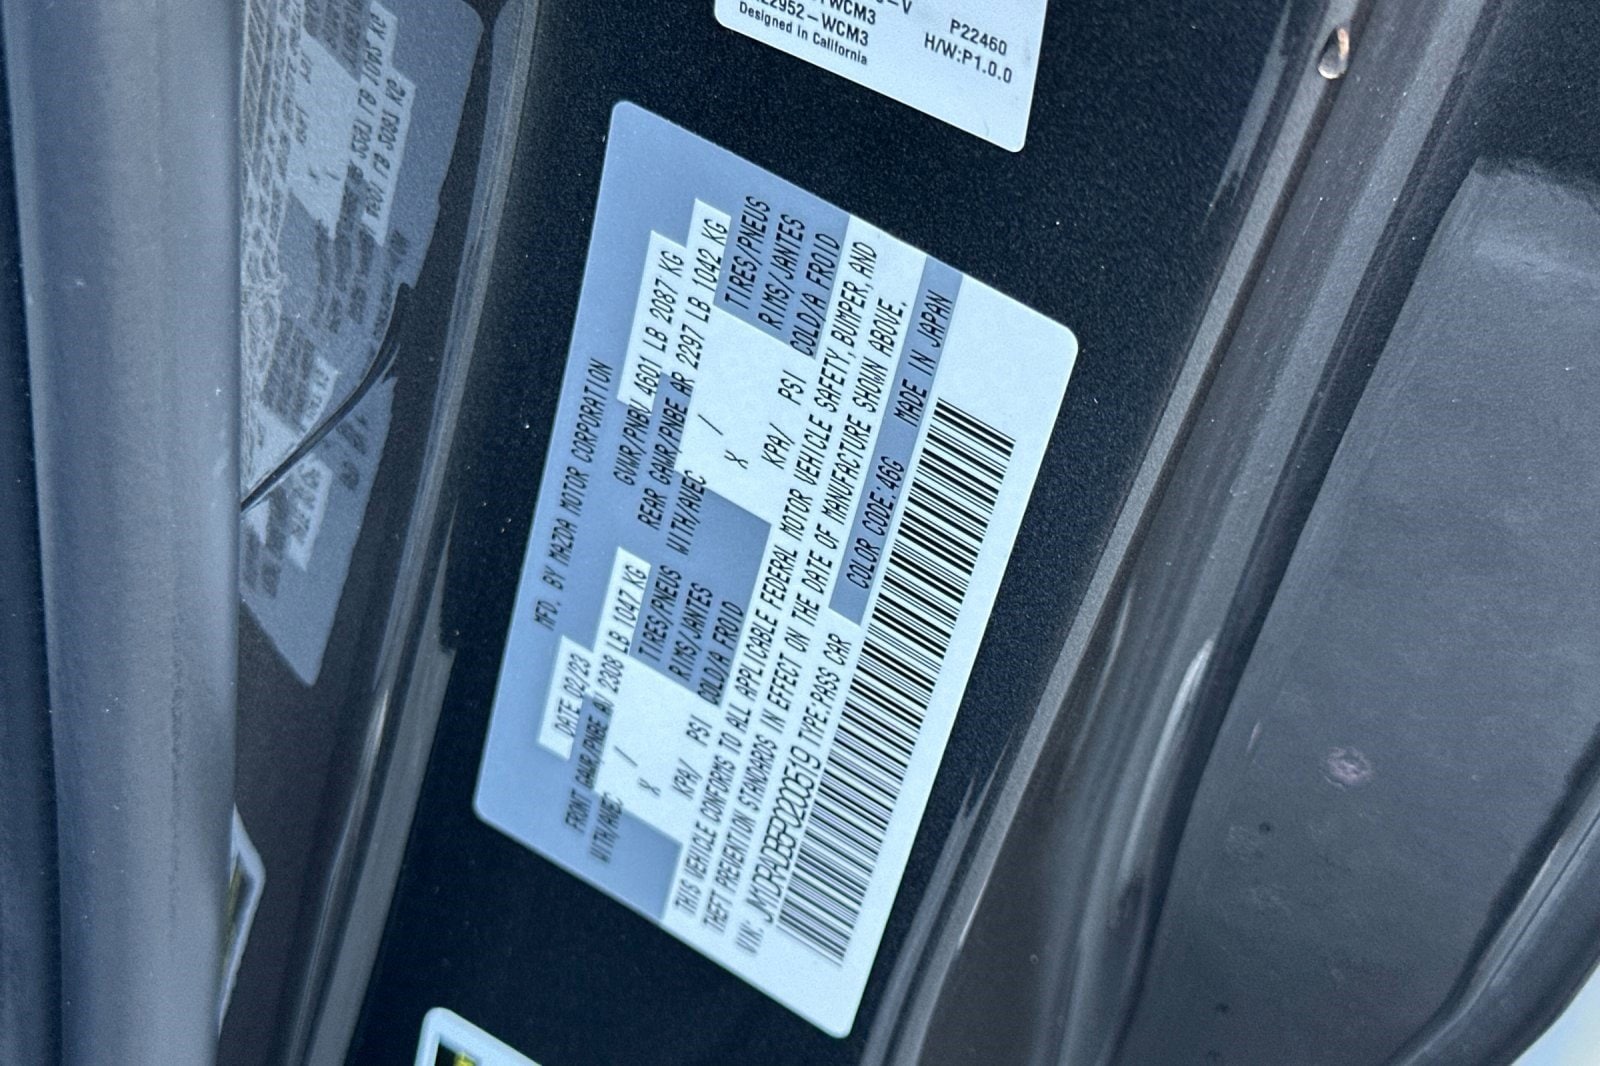 WCM3
22952-WCM3
Designed in California
P22460
H/W:P1.0.0
MFD. BY MAZDA MOTOR CORPORATION
DATE 02/23 GVWR/PNBV 4601 LB 2087 KG
FRONT GAWR/PNBE AV 2308 LB 1047 KG REAR GAWR/PNBE AR 2297 LB 1042 KG
WITH/AVEC / TIRES/PNEUS WITH/AVEC / TIRES/PNEUS
X RIMS/JANTES X RIMS/JANTES
KPA/ PSI COLD/A FROID KPA/ PSI COLD/A FROID
THIS VEHICLE CONFORMS TO ALL APPLICABLE FEDERAL MOTOR VEHICLE SAFETY, BUMPER, AND
THEFT PREVENTION STANDARDS IN EFFECT ON THE DATE OF MANUFACTURE SHOWN ABOVE.
VIN: JM1DRADB5P0200519 TYPE:PASS CAR COLOR CODE:46G MADE IN JAPAN